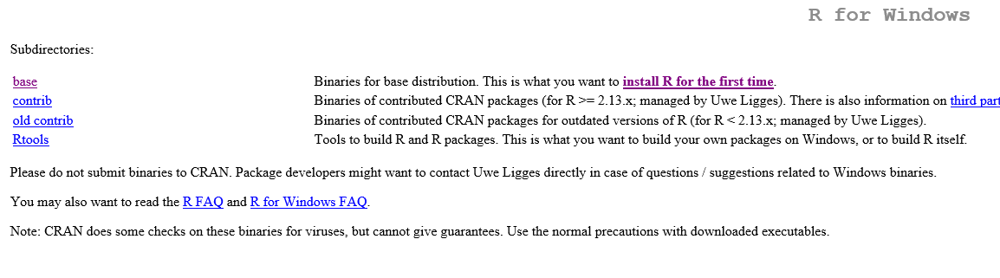 R for Windows
Subdirectories:
base Binaries for base distribution. This is what you want to install R for the first time.
contrib Binaries of contributed CRAN packages (for R >= 2.13.x; managed by Uwe Ligges). There is also information on third part
old contrib Binaries of contributed CRAN packages for outdated versions of R (for R < 2.13.x; managed by Uwe Ligges).
Rtools Tools to build R and R packages. This is what you want to build your own packages on Windows, or to build R itself.
Please do not submit binaries to CRAN. Package developers might want to contact Uwe Ligges directly in case of questions / suggestions related to Windows binaries.
You may also want to read the R FAQ and R for Windows FAQ.
Note: CRAN does some checks on these binaries for viruses, but cannot give guarantees. Use the normal precautions with downloaded executables.